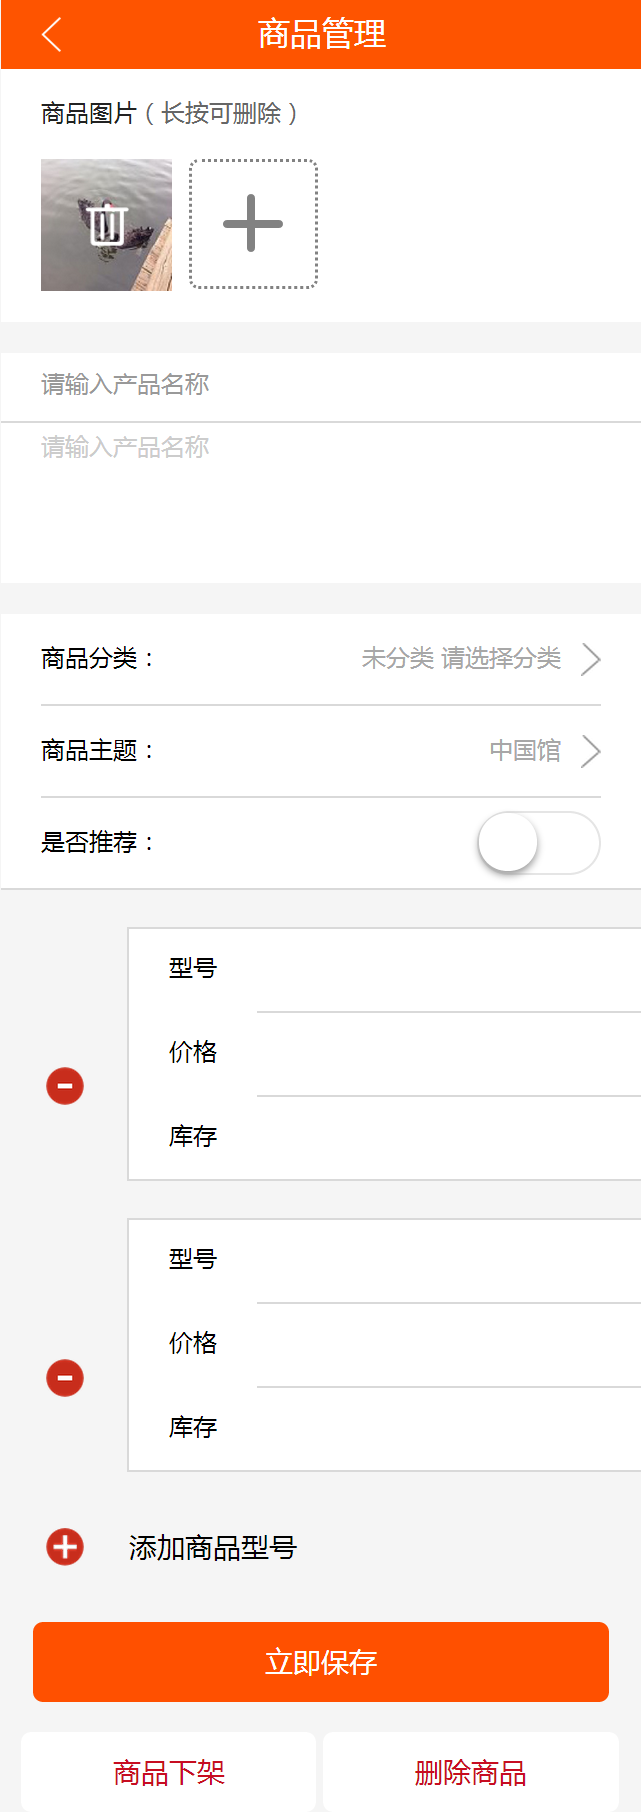 商品管理
商品图片（长按可删除）
请输入产品名称
请输入产品名称
商品分类： 未分类 请选择分类
商品主题： 中国馆
是否推荐：
型号
价格
库存
型号
价格
库存
添加商品型号
立即保存
商品下架 删除商品